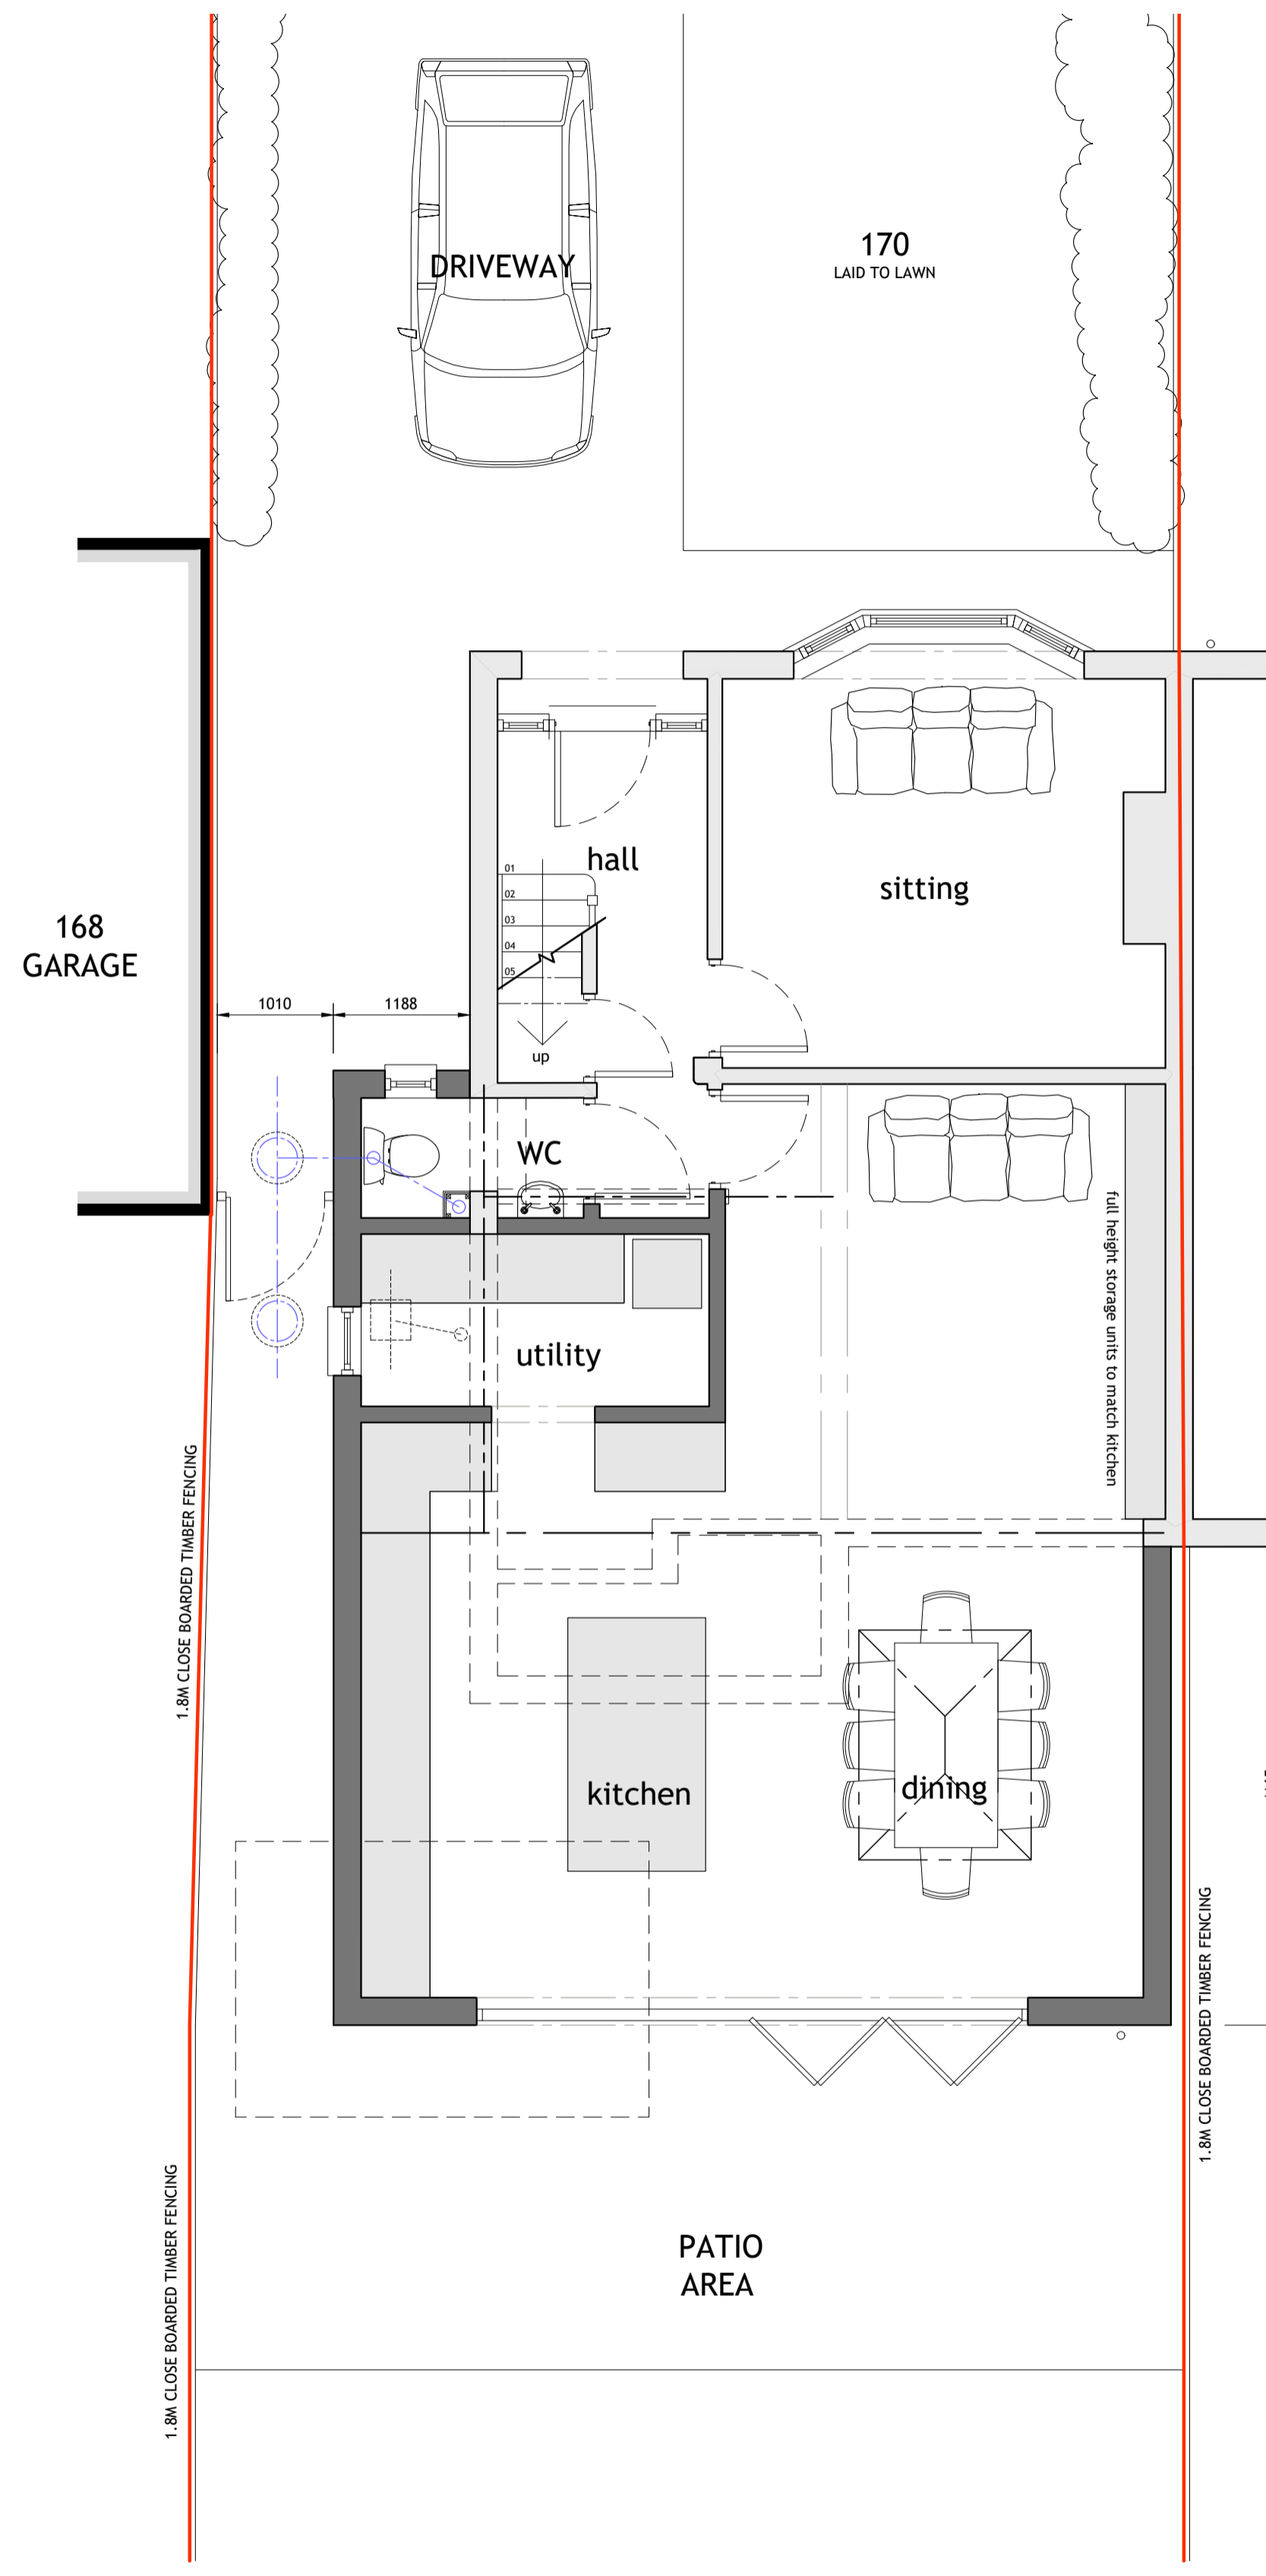 DRIVEWAY
170
LAID TO LAWN
168
GARAGE
hall
sitting
01
02
03
04
05
up
1010
1188
WC
full height storage units to match kitchen
utility
1.8M CLOSE BOARDED TIMBER FENCING
kitchen
dining
1.8M CLOSE BOARDED TIMBER FENCING
1.8M CLOSE BOARDED TIMBER FENCING
PATIO
AREA